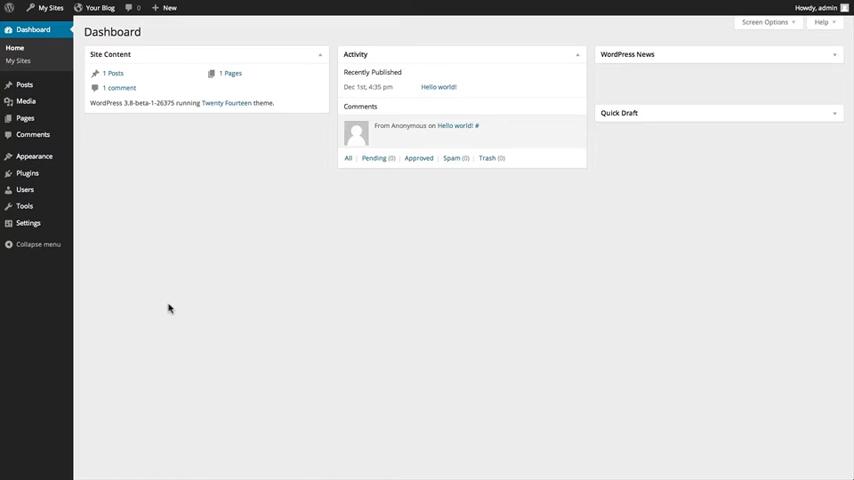 My Sites Your Blog 0 New Howdy, admin
Screen Options Help
Dashboard
Home
My Sites
Posts
Media
Pages
Comments
Appearance
Plugins
Users
Tools
Settings
Collapse menu
Dashboard
Site Content
1 Posts 1 Pages
1 comment
WordPress 3.8-beta-1-26375 running Twenty Fourteen theme.
Activity
Recently Published
Dec 1st, 4:35 pm Hello world!
Comments
From Anonymous on Hello world! #
All | Pending (0) | Approved | Spam (0) | Trash (0)
WordPress News
Quick Draft